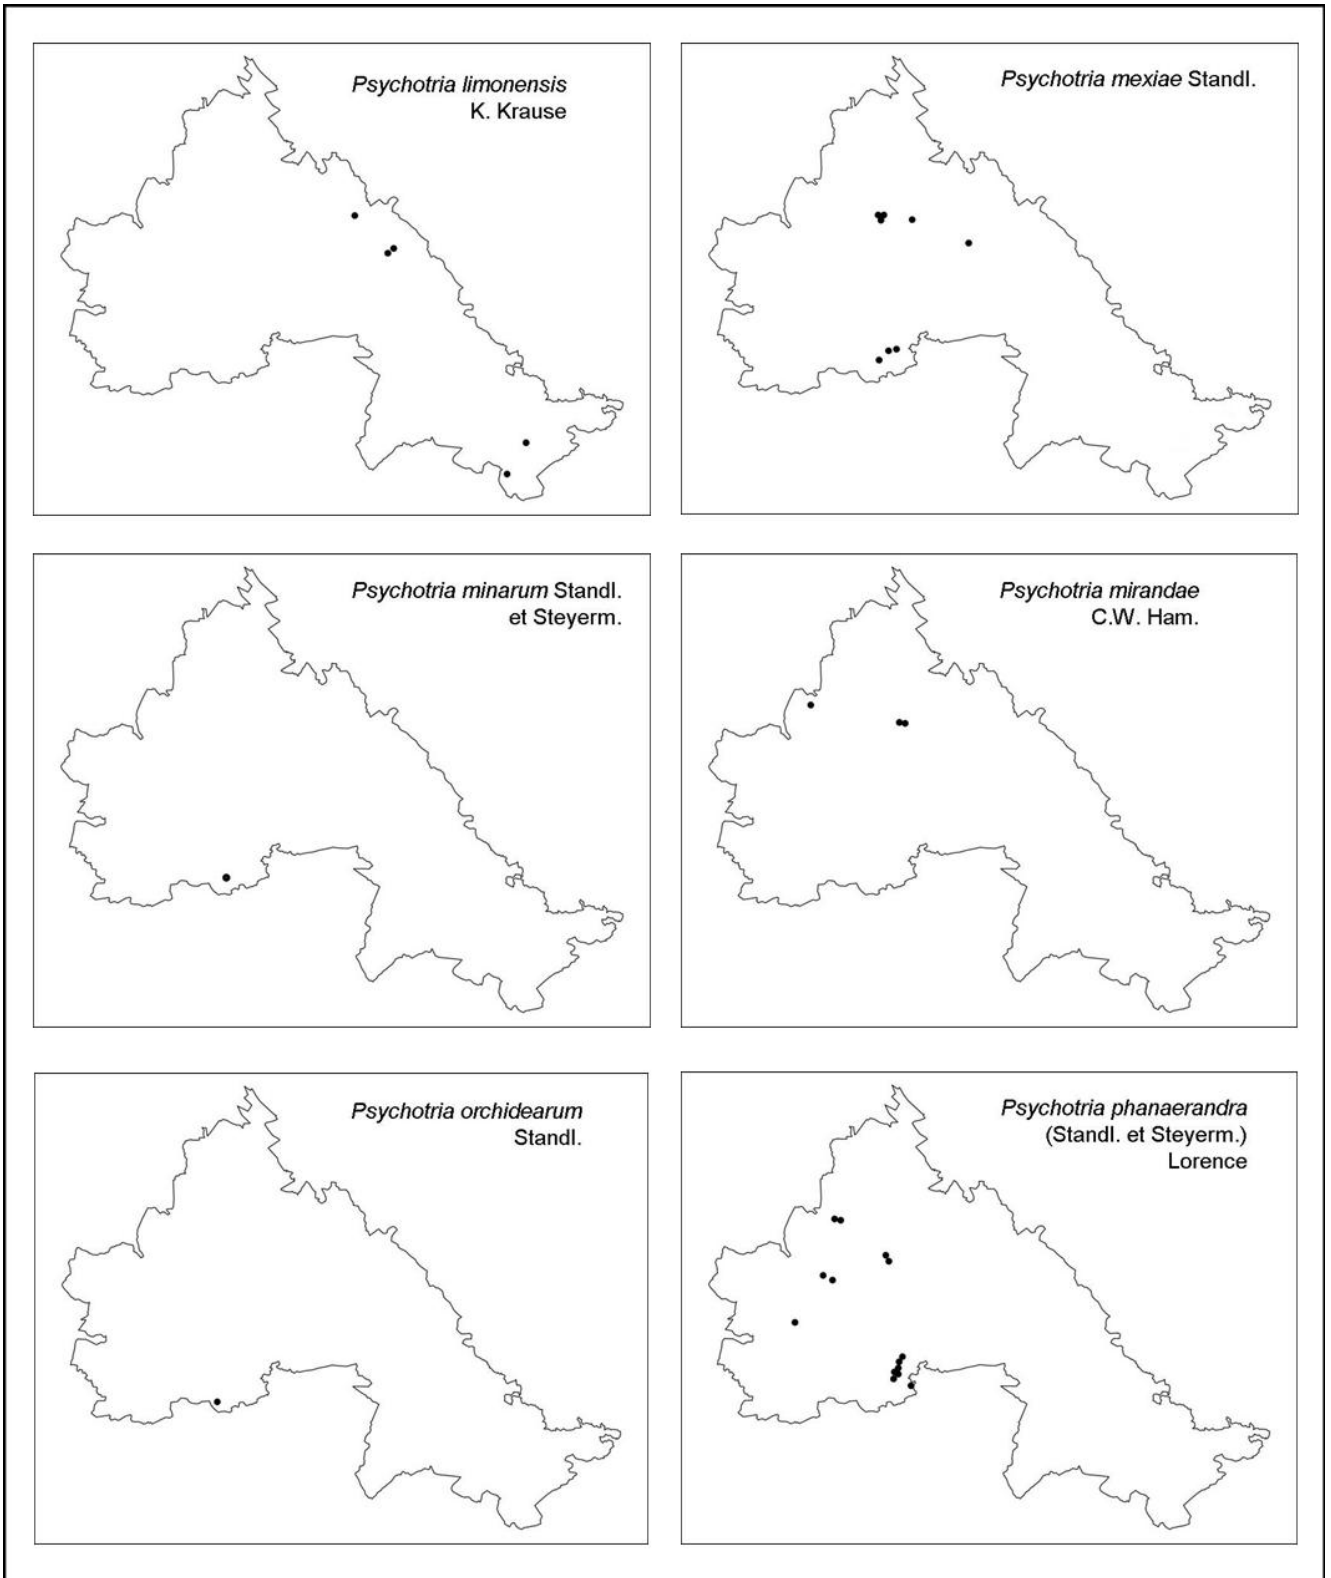 Psychotria limonensis
K. Krause
Psychotria mexiae Standl.
Psychotria minarum Standl.
et Steyerm.
Psychotria mirandae
C.W. Ham.
Psychotria orchidearum
Standl.
Psychotria phanaerandra
(Standl. et Steyerm.)
Lorence